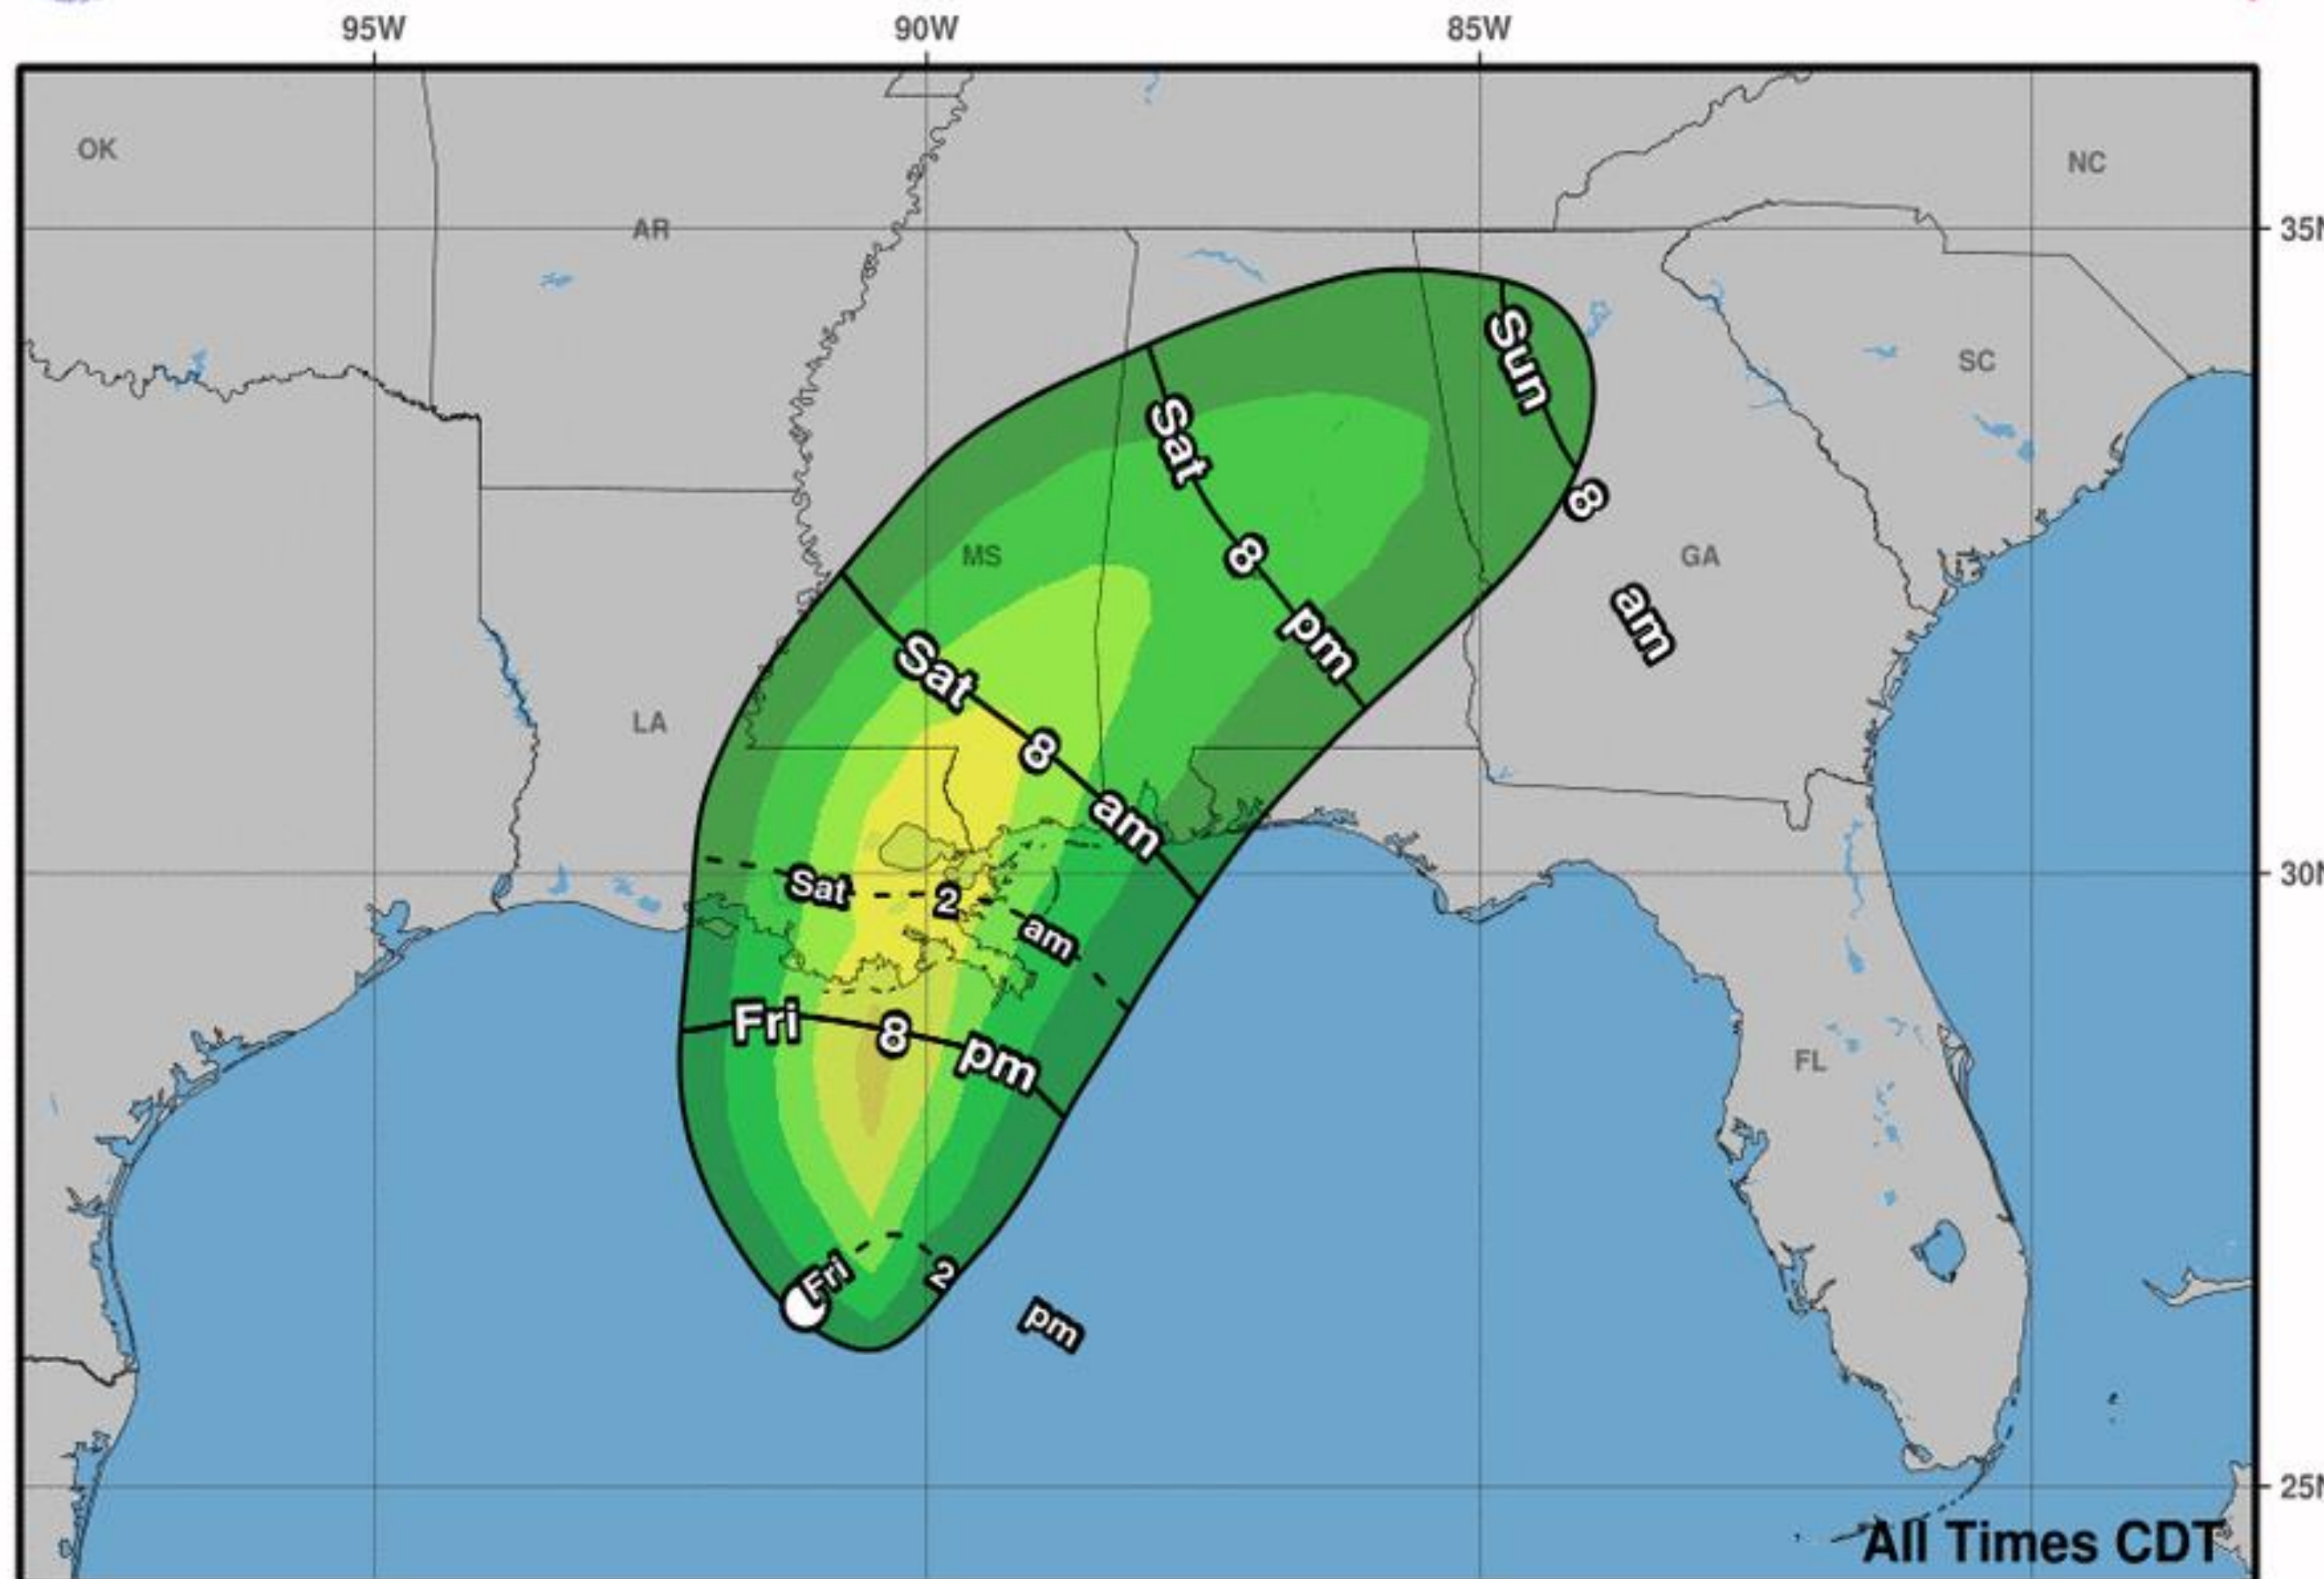 95W 90W 85W
OK
NC
AR
35N
Sun
8
am
SC
Sat
8
pm
MS
GA
Sat
8
am
LA
30N
Sat
2
am
Fri
8
pm
FL
Fri
2
pm
25N
All Times CDT